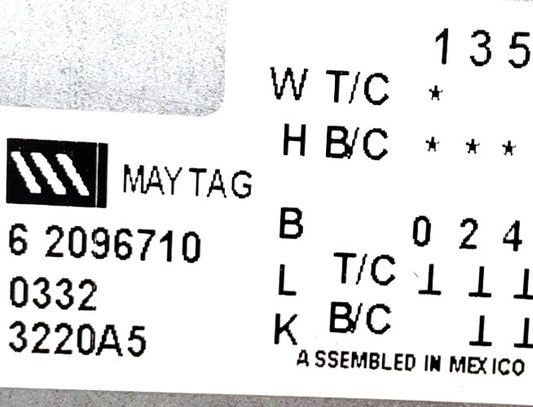 1 3 5
W T/C *
H B/C * * *
MAYTAG
6 2096710
0332
3220A5
B 0 2 4
L T/C ⊥ ⊥ ⊥
K B/C ⊥ ⊥
ASSEMBLED IN MEXICO